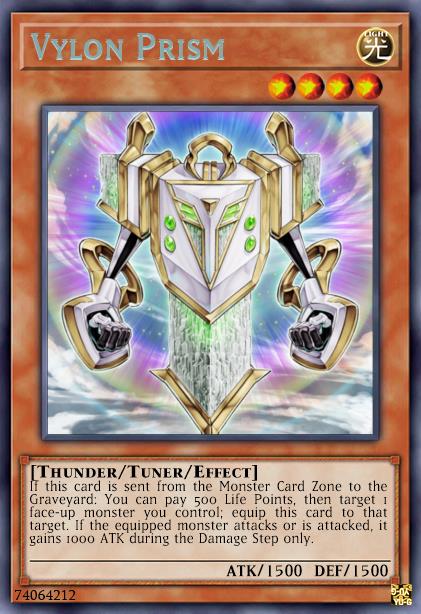 Vylon Prism
LIGHT
光
[Thunder/Tuner/Effect]
If this card is sent from the Monster Card Zone to the
Graveyard: You can pay 500 Life Points, then target 1
face-up monster you control; equip this card to that
target. If the equipped monster attacks or is attacked, it
gains 1000 ATK during the Damage Step only.
ATK/1500 DEF/1500
74064212